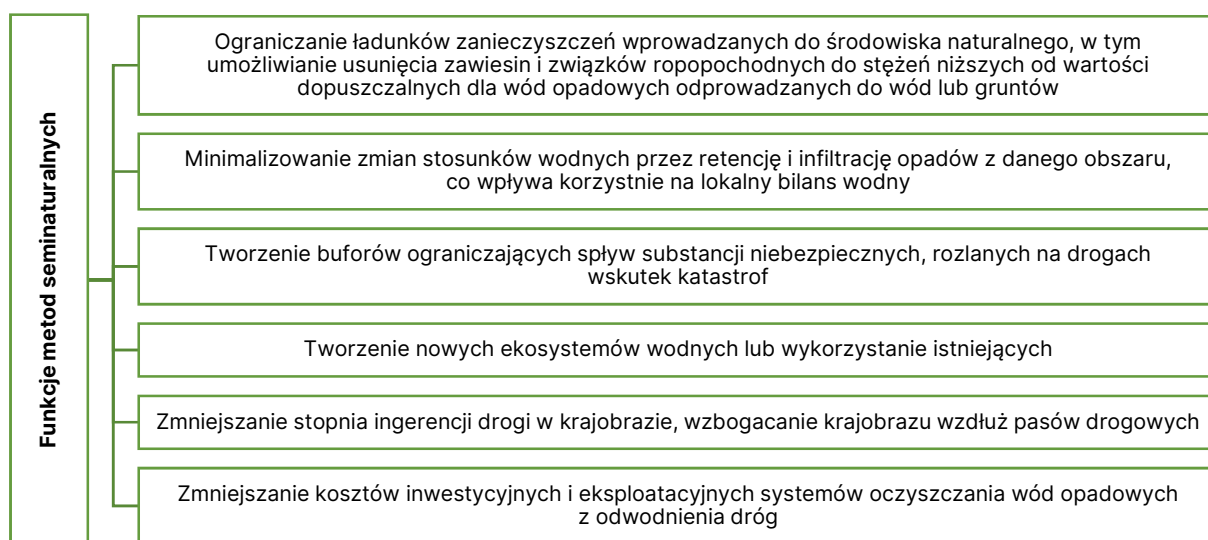 Funkcje metod seminaturalnych
Ograniczanie ładunków zanieczyszczeń wprowadzanych do środowiska naturalnego, w tym
umożliwianie usunięcia zawiesin i związków ropopochodnych do stężeń niższych od wartości
dopuszczalnych dla wód opadowych odprowadzanych do wód lub gruntów
Minimalizowanie zmian stosunków wodnych przez retencję i infiltrację opadów z danego obszaru,
co wpływa korzystnie na lokalny bilans wodny
Tworzenie buforów ograniczających spływ substancji niebezpiecznych, rozlanych na drogach
wskutek katastrof
Tworzenie nowych ekosystemów wodnych lub wykorzystanie istniejących
Zmniejszanie stopnia ingerencji drogi w krajobrazie, wzbogacanie krajobrazu wzdłuż pasów drogowych
Zmniejszanie kosztów inwestycyjnych i eksploatacyjnych systemów oczyszczania wód opadowych
z odwodnienia dróg